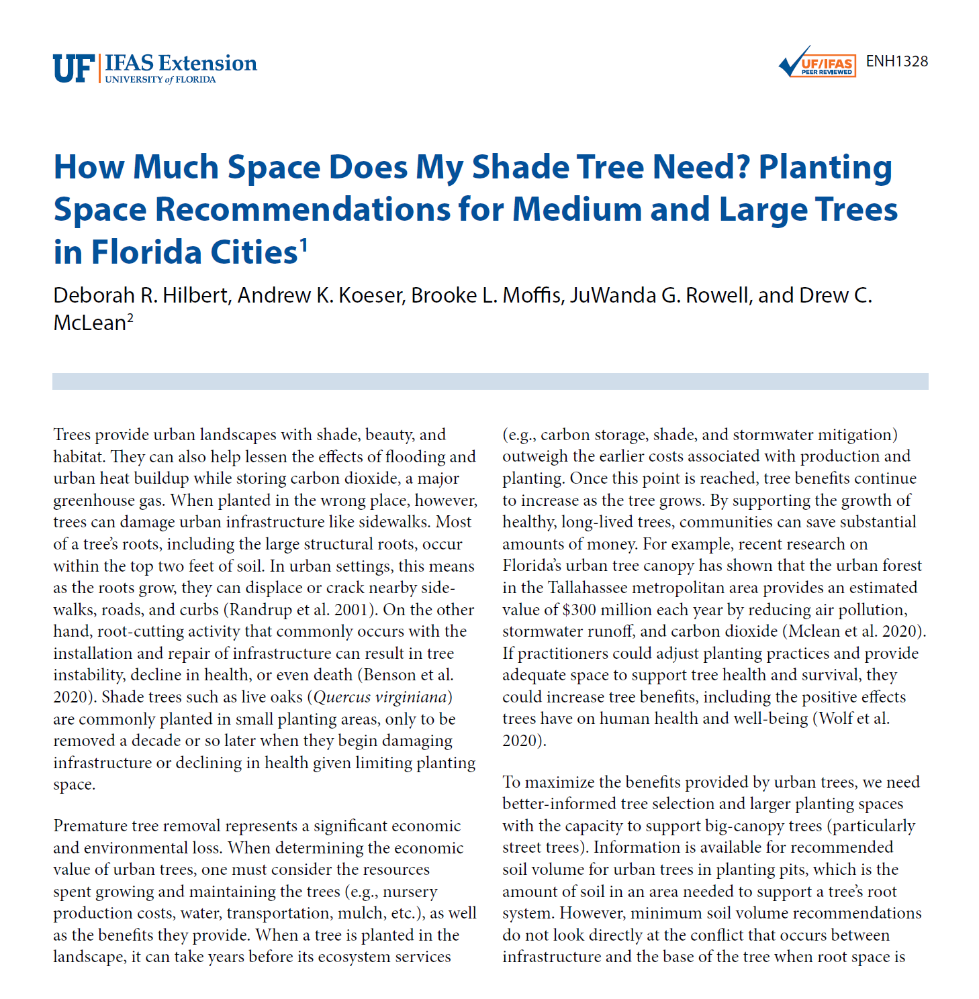 UF IFAS Extension
UNIVERSITY of FLORIDA
UF/IFAS
PEER REVIEWED
ENH1328
How Much Space Does My Shade Tree Need? Planting
Space Recommendations for Medium and Large Trees
in Florida Cities¹
Deborah R. Hilbert, Andrew K. Koeser, Brooke L. Moffis, JuWanda G. Rowell, and Drew C.
McLean²
Trees provide urban landscapes with shade, beauty, and
habitat. They can also help lessen the effects of flooding and
urban heat buildup while storing carbon dioxide, a major
greenhouse gas. When planted in the wrong place, however,
trees can damage urban infrastructure like sidewalks. Most
of a tree’s roots, including the large structural roots, occur
within the top two feet of soil. In urban settings, this means
as the roots grow, they can displace or crack nearby side-
walks, roads, and curbs (Randrup et al. 2001). On the other
hand, root-cutting activity that commonly occurs with the
installation and repair of infrastructure can result in tree
instability, decline in health, or even death (Benson et al.
2020). Shade trees such as live oaks (Quercus virginiana)
are commonly planted in small planting areas, only to be
removed a decade or so later when they begin damaging
infrastructure or declining in health given limiting planting
space.
Premature tree removal represents a significant economic
and environmental loss. When determining the economic
value of urban trees, one must consider the resources
spent growing and maintaining the trees (e.g., nursery
production costs, water, transportation, mulch, etc.), as well
as the benefits they provide. When a tree is planted in the
landscape, it can take years before its ecosystem services
(e.g., carbon storage, shade, and stormwater mitigation)
outweigh the earlier costs associated with production and
planting. Once this point is reached, tree benefits continue
to increase as the tree grows. By supporting the growth of
healthy, long-lived trees, communities can save substantial
amounts of money. For example, recent research on
Florida’s urban tree canopy has shown that the urban forest
in the Tallahassee metropolitan area provides an estimated
value of $300 million each year by reducing air pollution,
stormwater runoff, and carbon dioxide (Mclean et al. 2020).
If practitioners could adjust planting practices and provide
adequate space to support tree health and survival, they
could increase tree benefits, including the positive effects
trees have on human health and well-being (Wolf et al.
2020).
To maximize the benefits provided by urban trees, we need
better-informed tree selection and larger planting spaces
with the capacity to support big-canopy trees (particularly
street trees). Information is available for recommended
soil volume for urban trees in planting pits, which is the
amount of soil in an area needed to support a tree’s root
system. However, minimum soil volume recommendations
do not look directly at the conflict that occurs between
infrastructure and the base of the tree when root space is